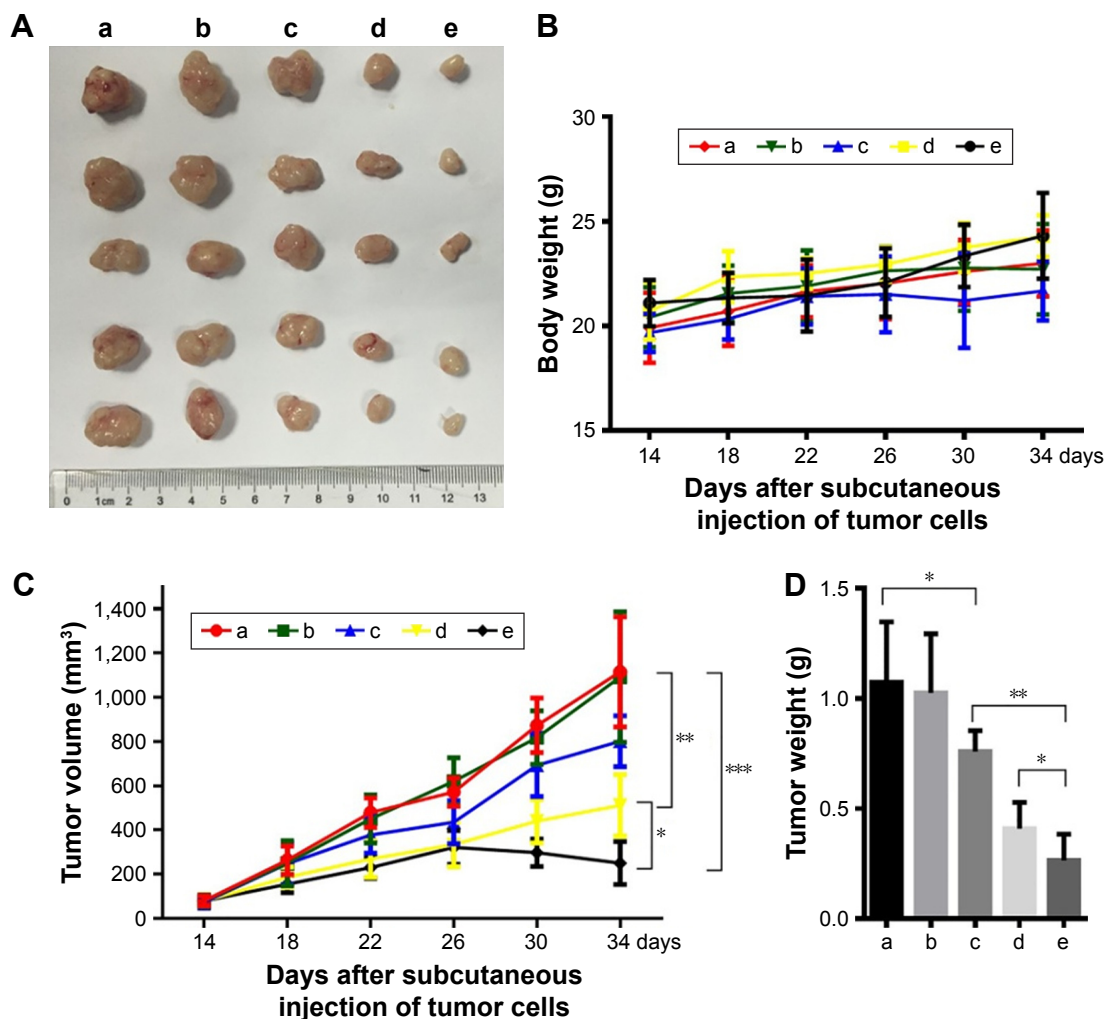 A
a b c d e
0 1cm 2 3 4 5 6 7 8 9 10 11 12 13
B
30
25
20
15
Body weight (g)
a b c d e
14 18 22 26 30 34 days
Days after subcutaneous
injection of tumor cells
C
1,400
1,200
1,000
800
600
400
200
0
Tumor volume (mm³)
a b c d e
**
***
*
14 18 22 26 30 34 days
Days after subcutaneous
injection of tumor cells
D
1.5
1.0
0.5
0.0
Tumor weight (g)
*
**
*
a b c d e